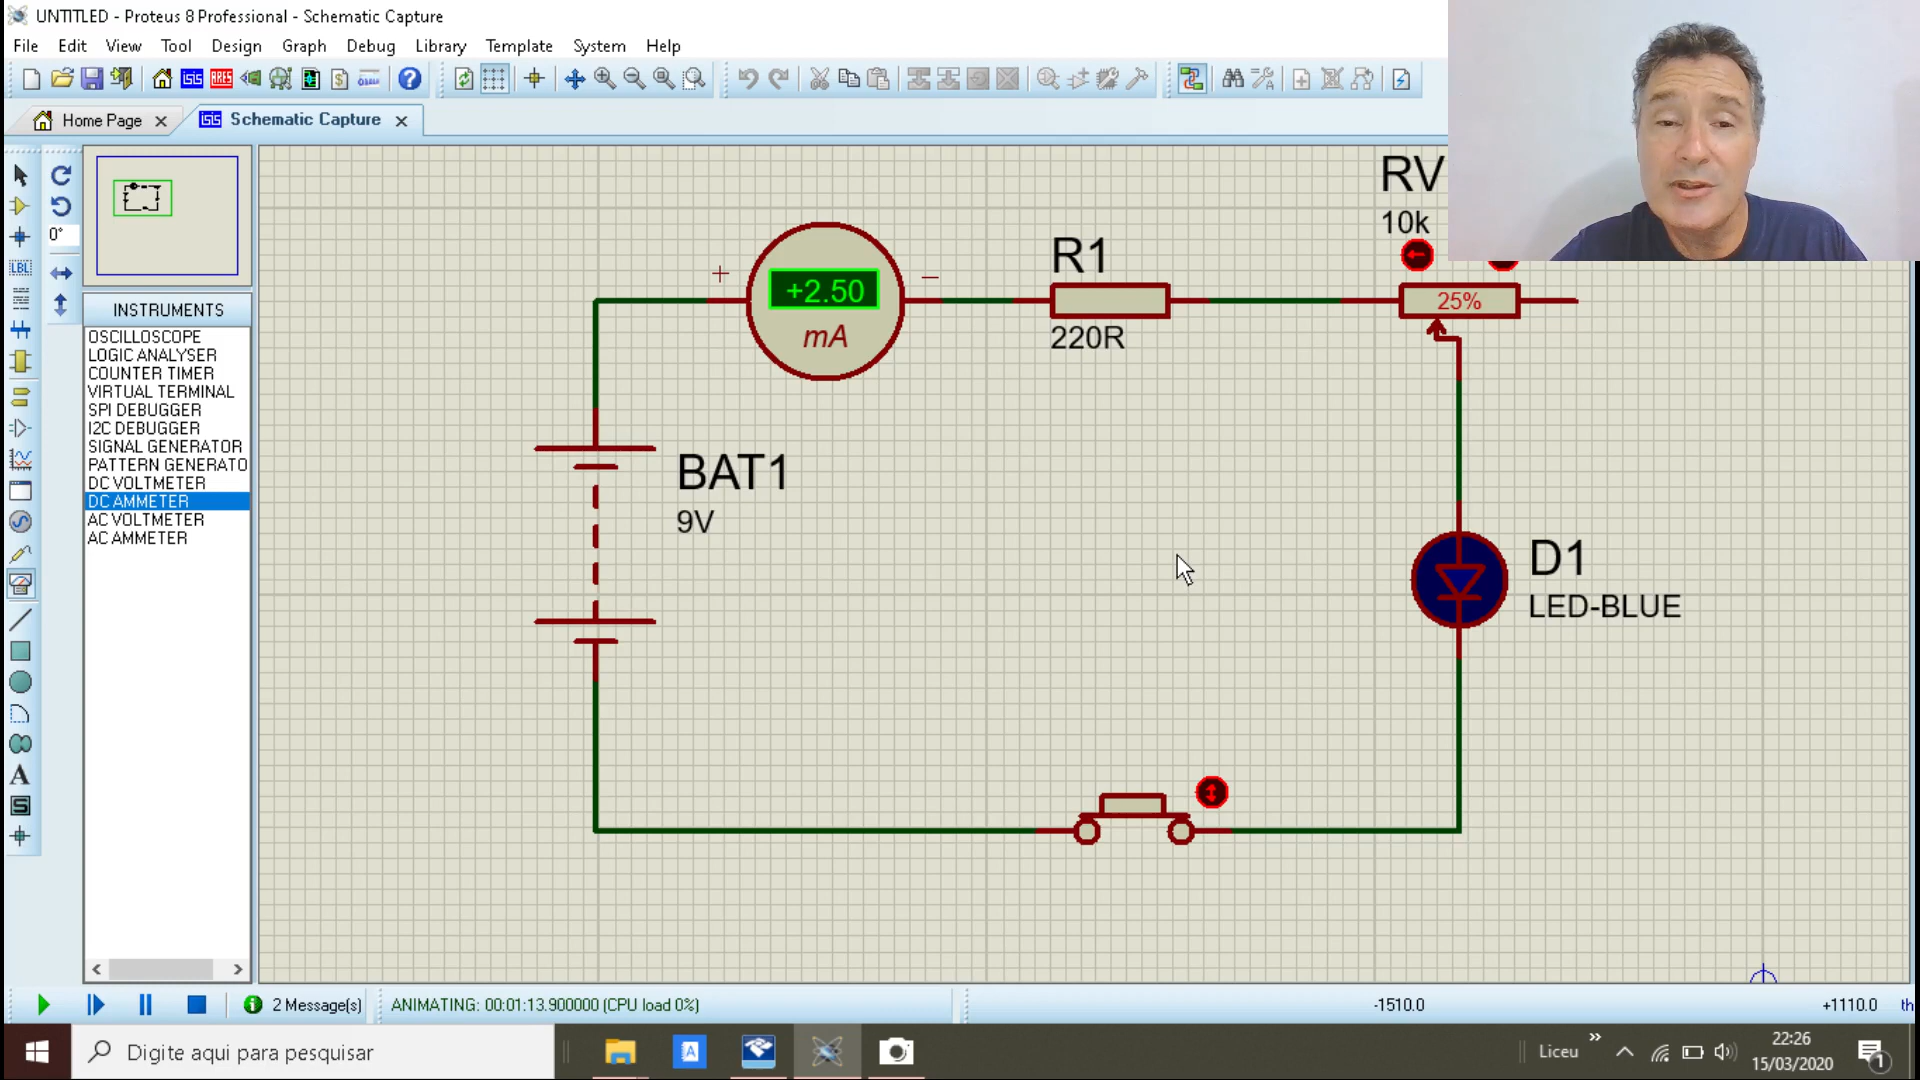 UNTITLED - Proteus 8 Professional - Schematic Capture
File Edit View Tool Design Graph Debug Library Template System Help
Home Page
Schematic Capture
0°
LBL
INSTRUMENTS
OSCILLOSCOPE
LOGIC ANALYSER
COUNTER TIMER
VIRTUAL TERMINAL
SPI DEBUGGER
I2C DEBUGGER
SIGNAL GENERATOR
PATTERN GENERATO
DC VOLTMETER
DC AMMETER
AC VOLTMETER
AC AMMETER
A
S
+
+2.50
mA
−
R1
220R
RV
10k
25%
BAT1
9V
D1
LED-BLUE
2 Message(s)
ANIMATING: 00:01:13.900000 (CPU load 0%)
-1510.0
+1110.0
th
Digite aqui para pesquisar
A
Liceu
22:26
15/03/2020
1